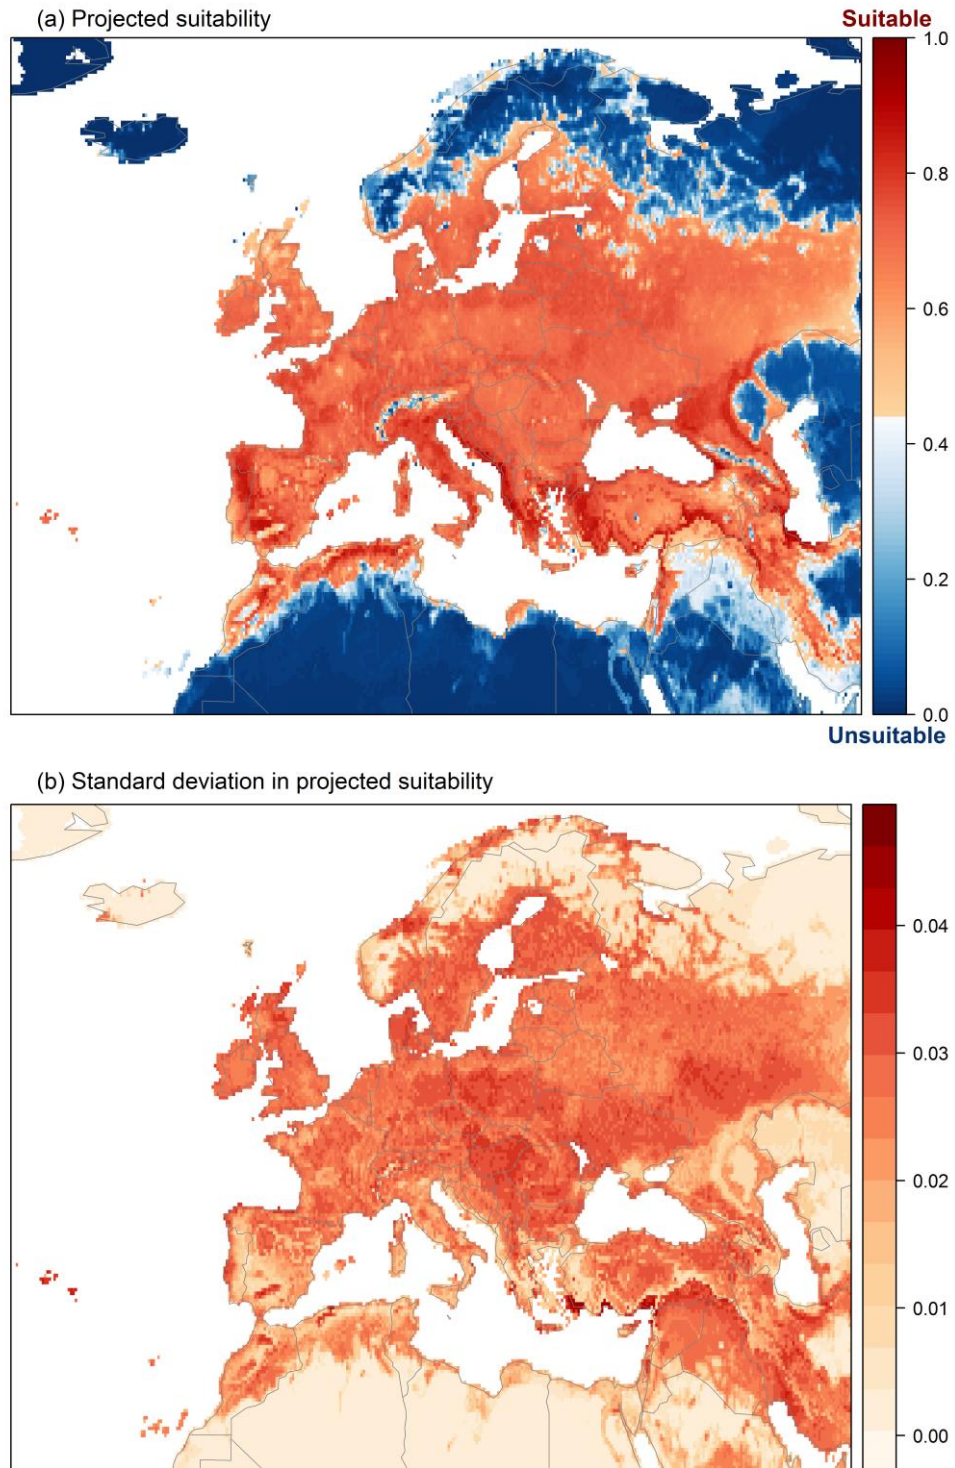 (a) Projected suitability
Suitable
1.0
0.8
0.6
0.4
0.2
0.0
Unsuitable
(b) Standard deviation in projected suitability
0.04
0.03
0.02
0.01
0.00